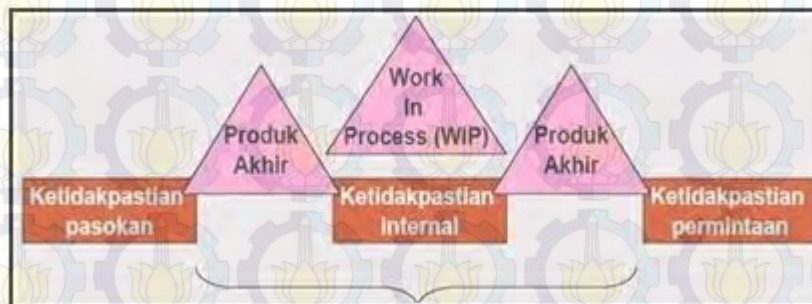 Work
In
Process (WIP)
Produk
Akhir
Produk
Akhir
Ketidakpastian
pasokan
Ketidakpastian
Internal
Ketidakpastian
permintaan